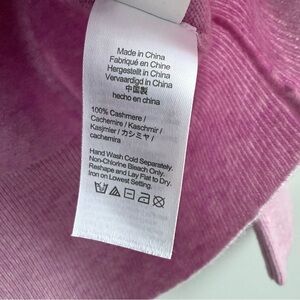 Made in China
Fabriqué en Chine
Hergestellt in China
Vervaardigd in China
中国製
hecho en china
100% Cashmere /
Cachemire / Kaschmir /
Kasjmier / カシミヤ /
cachemira
Hand Wash Cold Separately.
Non-Chlorine Bleach Only.
Reshape and Lay Flat to Dry.
Iron on Lowest Setting.